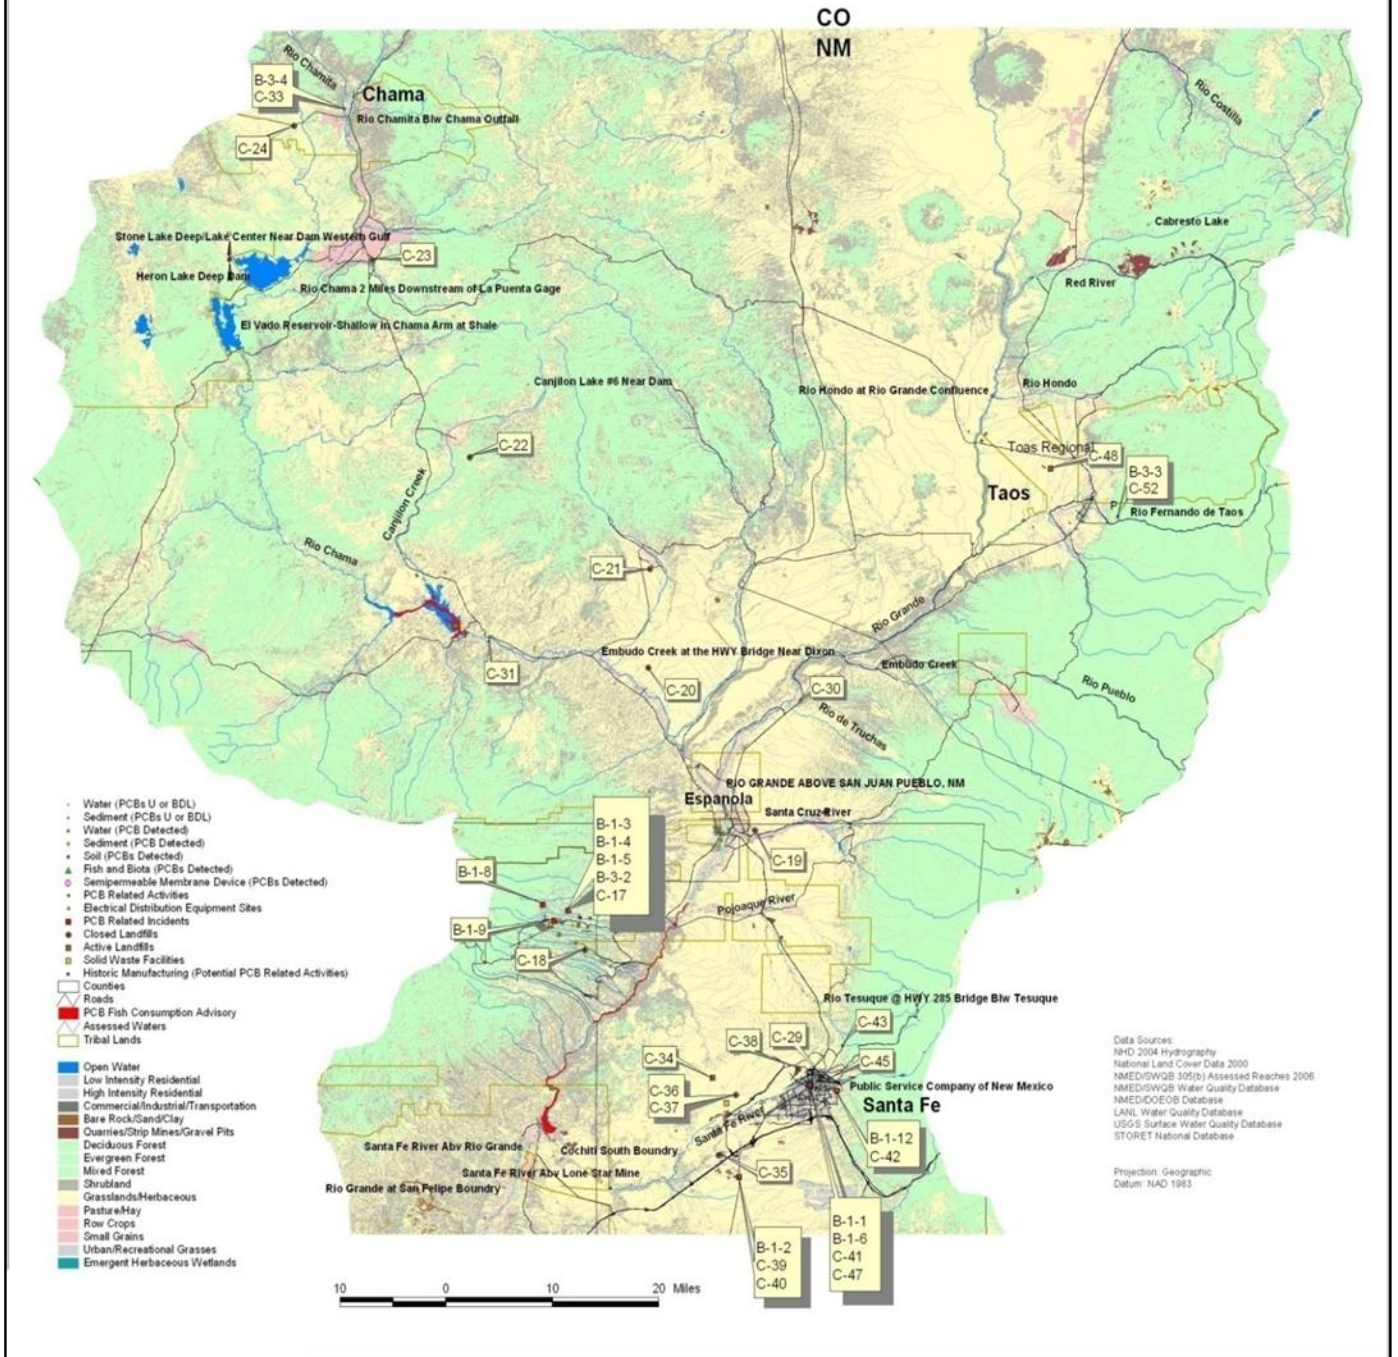 CO
NM
Rio Chamita
B-3-4
C-33
Chama
Rio Chamita Blw Chama Outfall
C-24
Rio Costilla
Cabresto Lake
Stone Lake Deep/Lake Center Near Dam Western Gulf
C-23
Heron Lake Deep Dam
Rio Chama 2 Miles Downstream of La Puenta Gage
Red River
El Vado Reservoir-Shallow in Chama Arm at Shale
Canjilon Lake #6 Near Dam
Rio Hondo at Rio Grande Confluence
Rio Hondo
C-22
Toas Regional
C-48
B-3-3
C-52
Taos
P
Rio Fernando de Taos
Canjilon Creek
Rio Chama
C-21
Rio Grande
Embudo Creek at the HWY Bridge Near Dixon
Embudo Creek
C-31
C-20
C-30
Rio Pueblo
Rio de Truchas
RIO GRANDE ABOVE SAN JUAN PUEBLO, NM
Espanola
Santa Cruz River
B-1-3
B-1-4
B-1-5
B-3-2
C-17
B-1-8
C-19
Pojoaque River
B-1-9
C-18
Rio Tesuque @ HWY 285 Bridge Blw Tesuque
C-43
C-29
C-38
C-34
C-45
C-36
C-37
Public Service Company of New Mexico
Santa Fe
Santa Fe River
B-1-12
C-42
Santa Fe River Abv Rio Grande
Cochiti South Boundry
C-35
Santa Fe River Abv Lone Star Mine
Rio Grande at San Felipe Boundry
B-1-2
C-39
C-40
B-1-1
B-1-6
C-41
C-47
Water (PCBs U or BDL)
Sediment (PCBs U or BDL)
Water (PCB Detected)
Sediment (PCB Detected)
Soil (PCBs Detected)
Fish and Biota (PCBs Detected)
Semipermeable Membrane Device (PCBs Detected)
PCB Related Activities
Electrical Distribution Equipment Sites
PCB Related Incidents
Closed Landfills
Active Landfills
Solid Waste Facilities
Historic Manufacturing (Potential PCB Related Activities)
Counties
Roads
PCB Fish Consumption Advisory
Assessed Waters
Tribal Lands
Open Water
Low Intensity Residential
High Intensity Residential
Commercial/Industrial/Transportation
Bare Rock/Sand/Clay
Quarries/Strip Mines/Gravel Pits
Deciduous Forest
Evergreen Forest
Mixed Forest
Shrubland
Grasslands/Herbaceous
Pasture/Hay
Row Crops
Small Grains
Urban/Recreational Grasses
Emergent Herbaceous Wetlands
Data Sources:
NHD 2004 Hydrography
National Land Cover Data 2000
NMED/SWQB 305(b) Assessed Reaches 2006
NMED/SWQB Water Quality Database
NMED/DOEOB Database
LANL Water Quality Database
USGS Surface Water Quality Database
STORET National Database
Projection: Geographic
Datum: NAD 1983
10 0 10 20 Miles